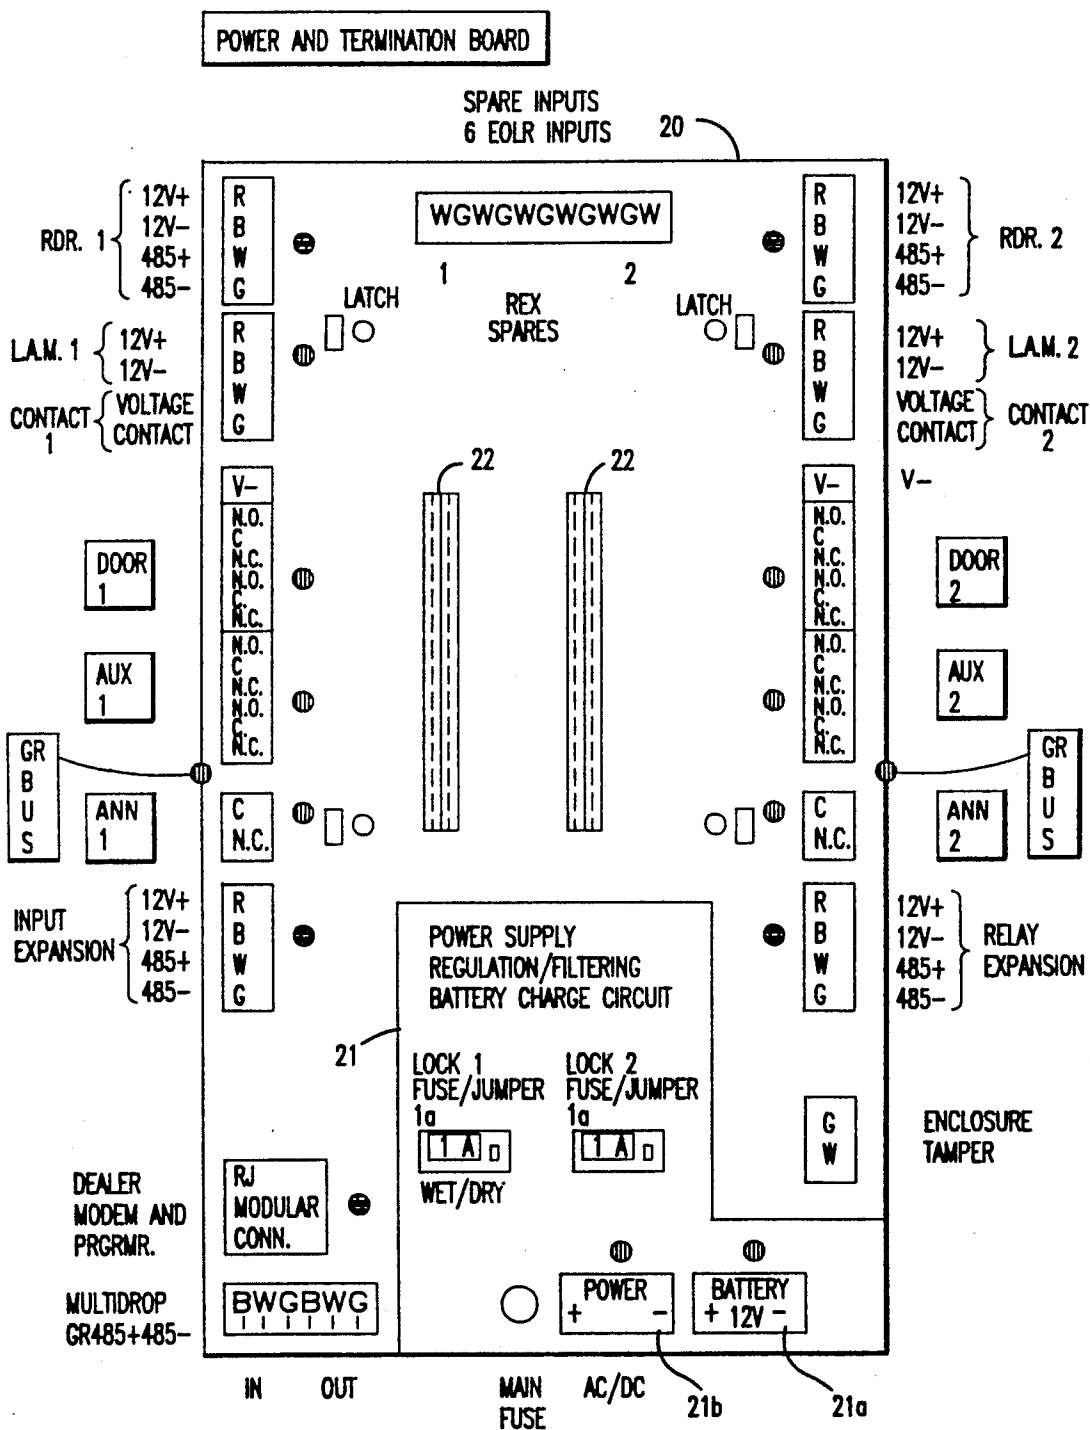 POWER AND TERMINATION BOARD
SPARE INPUTS
6 EOLR INPUTS
20
RDR. 1
12V+
12V-
485+
485-
R
B
W
G
WGWGWGWGWGW
1
2
REX
SPARES
R
B
W
G
12V+
12V-
485+
485-
RDR. 2
LATCH
LATCH
L.A.M. 1
12V+
12V-
CONTACT
1
VOLTAGE
CONTACT
R
B
W
G
R
B
W
G
12V+
12V-
L.A.M. 2
VOLTAGE
CONTACT
CONTACT
2
22
22
V-
N.O.
C
N.C.
N.O.
C.
N.C.
N.O.
C
N.C.
N.O.
C.
N.C.
V-
N.O.
C
N.C.
N.O.
C.
N.C.
N.O.
C
N.C.
N.O.
C.
N.C.
V-
DOOR
1
DOOR
2
AUX
1
AUX
2
GR
B
U
S
GR
B
U
S
ANN
1
C
N.C.
C
N.C.
ANN
2
INPUT
EXPANSION
12V+
12V-
485+
485-
R
B
W
G
POWER SUPPLY
REGULATION/FILTERING
BATTERY CHARGE CIRCUIT
R
B
W
G
12V+
12V-
485+
485-
RELAY
EXPANSION
21
LOCK 1
FUSE/JUMPER
1a
1 A
WET/DRY
LOCK 2
FUSE/JUMPER
1a
1 A
G
W
ENCLOSURE
TAMPER
DEALER
MODEM AND
PRGRMR.
RJ
MODULAR
CONN.
MULTIDROP
GR485+485-
BWGBWG
POWER
+ -
BATTERY
+ 12V -
IN
OUT
MAIN
FUSE
AC/DC
21b
21a